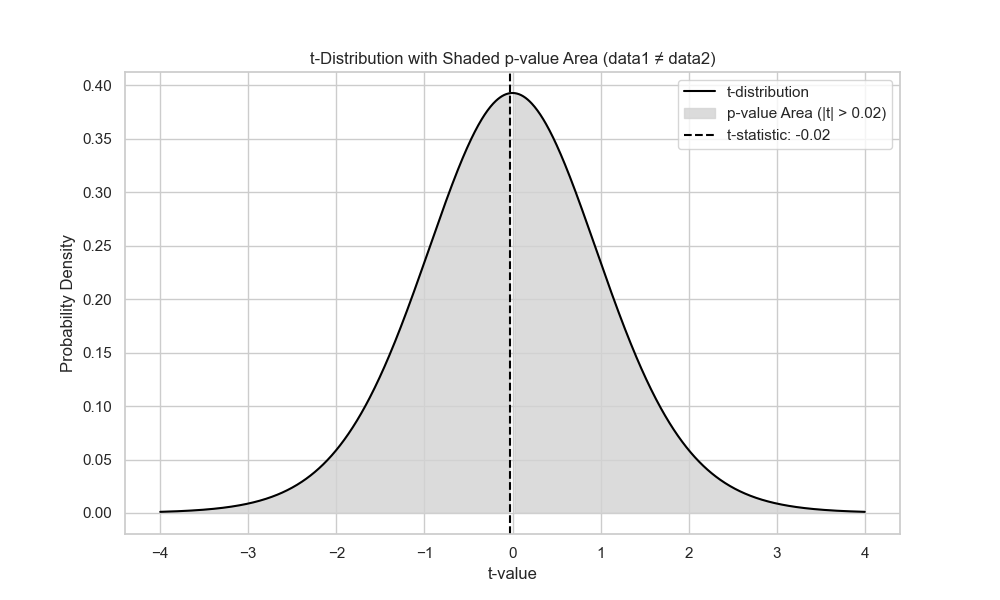 t-Distribution with Shaded p-value Area (data1 ≠ data2)
t-distribution
p-value Area (|t| > 0.02)
t-statistic: -0.02
Probability Density
0.40
0.35
0.30
0.25
0.20
0.15
0.10
0.05
0.00
−4 −3 −2 −1 0 1 2 3 4
t-value